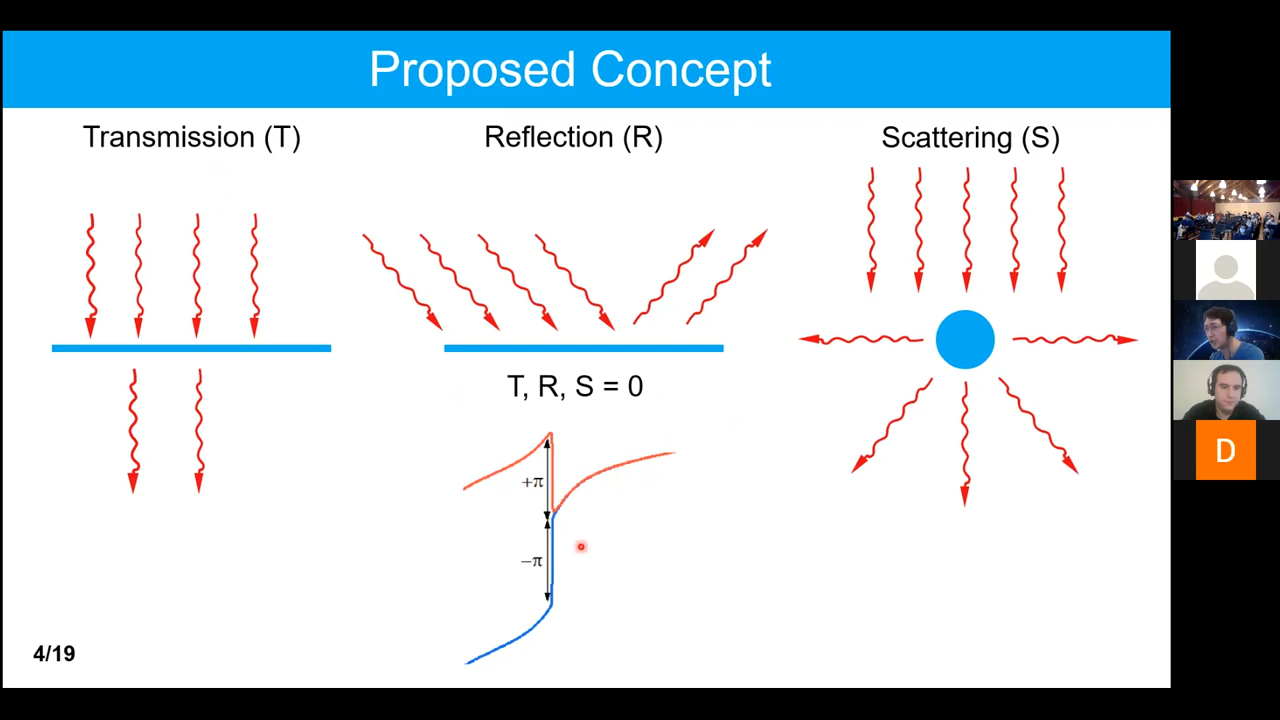 Proposed Concept
Transmission (T)
Reflection (R)
Scattering (S)
T, R, S = 0
+π
−π
4/19
D